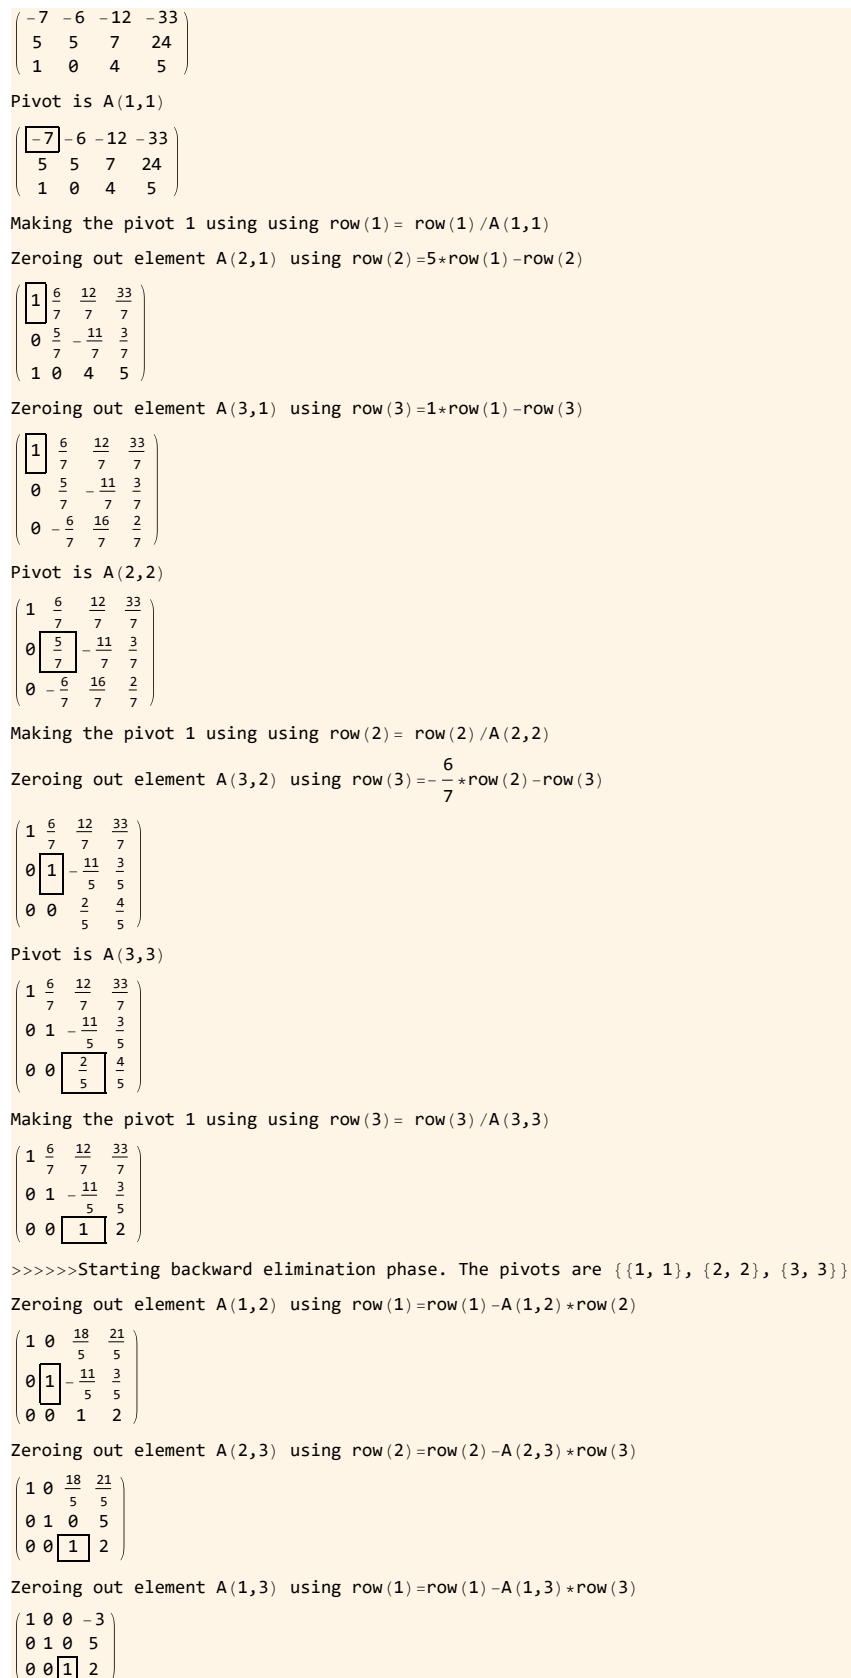 -7 -6 -12 -33
5 5 7 24
1 0 4 5
Pivot is A(1,1)
-7 -6 -12 -33
5 5 7 24
1 0 4 5
Making the pivot 1 using using row(1)= row(1)/A(1,1)
Zeroing out element A(2,1) using row(2)=5*row(1)-row(2)
1 6/7 12/7 33/7
0 5/7 -11/7 3/7
1 0 4 5
Zeroing out element A(3,1) using row(3)=1*row(1)-row(3)
1 6/7 12/7 33/7
0 5/7 -11/7 3/7
0 -6/7 16/7 2/7
Pivot is A(2,2)
1 6/7 12/7 33/7
0 5/7 -11/7 3/7
0 -6/7 16/7 2/7
Making the pivot 1 using using row(2)= row(2)/A(2,2)
Zeroing out element A(3,2) using row(3)=-6/7*row(2)-row(3)
1 6/7 12/7 33/7
0 1 -11/5 3/5
0 0 2/5 4/5
Pivot is A(3,3)
1 6/7 12/7 33/7
0 1 -11/5 3/5
0 0 2/5 4/5
Making the pivot 1 using using row(3)= row(3)/A(3,3)
1 6/7 12/7 33/7
0 1 -11/5 3/5
0 0 1 2
>>>>>>Starting backward elimination phase. The pivots are {{1, 1}, {2, 2}, {3, 3}}
Zeroing out element A(1,2) using row(1)=row(1)-A(1,2)*row(2)
1 0 18/5 21/5
0 1 -11/5 3/5
0 0 1 2
Zeroing out element A(2,3) using row(2)=row(2)-A(2,3)*row(3)
1 0 18/5 21/5
0 1 0 5
0 0 1 2
Zeroing out element A(1,3) using row(1)=row(1)-A(1,3)*row(3)
1 0 0 -3
0 1 0 5
0 0 1 2